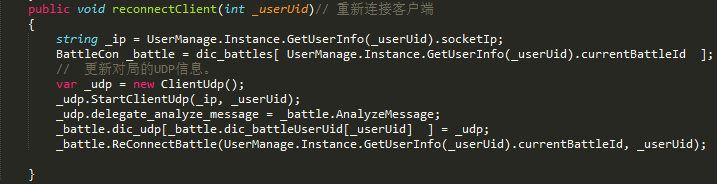 public void reconnectClient(int _userUid)// 重新连接客户端
{
string _ip = UserManage.Instance.GetUserInfo(_userUid).socketIp;
BattleCon _battle = dic_battles[ UserManage.Instance.GetUserInfo(_userUid).currentBattleId  ];
//  更新对局的UDP信息。
var _udp = new ClientUdp();
_udp.StartClientUdp(_ip, _userUid);
_udp.delegate_analyze_message = _battle.AnalyzeMessage;
_battle.dic_udp[_battle.dic_battleUserUid[_userUid]  ] = _udp;
_battle.ReConnectBattle(UserManage.Instance.GetUserInfo(_userUid).currentBattleId, _userUid);
}